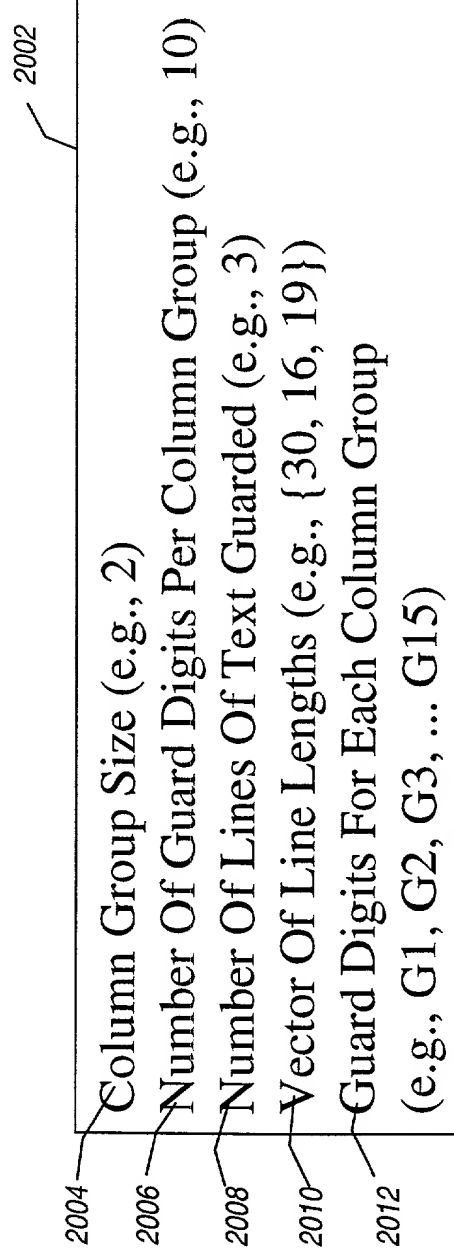 2002
2004
Column Group Size (e.g., 2)
2006
Number Of Guard Digits Per Column Group (e.g., 10)
2008
Number Of Lines Of Text Guarded (e.g., 3)
2010
Vector Of Line Lengths (e.g., {30, 16, 19})
2012
Guard Digits For Each Column Group
(e.g., G1, G2, G3, ... G15)